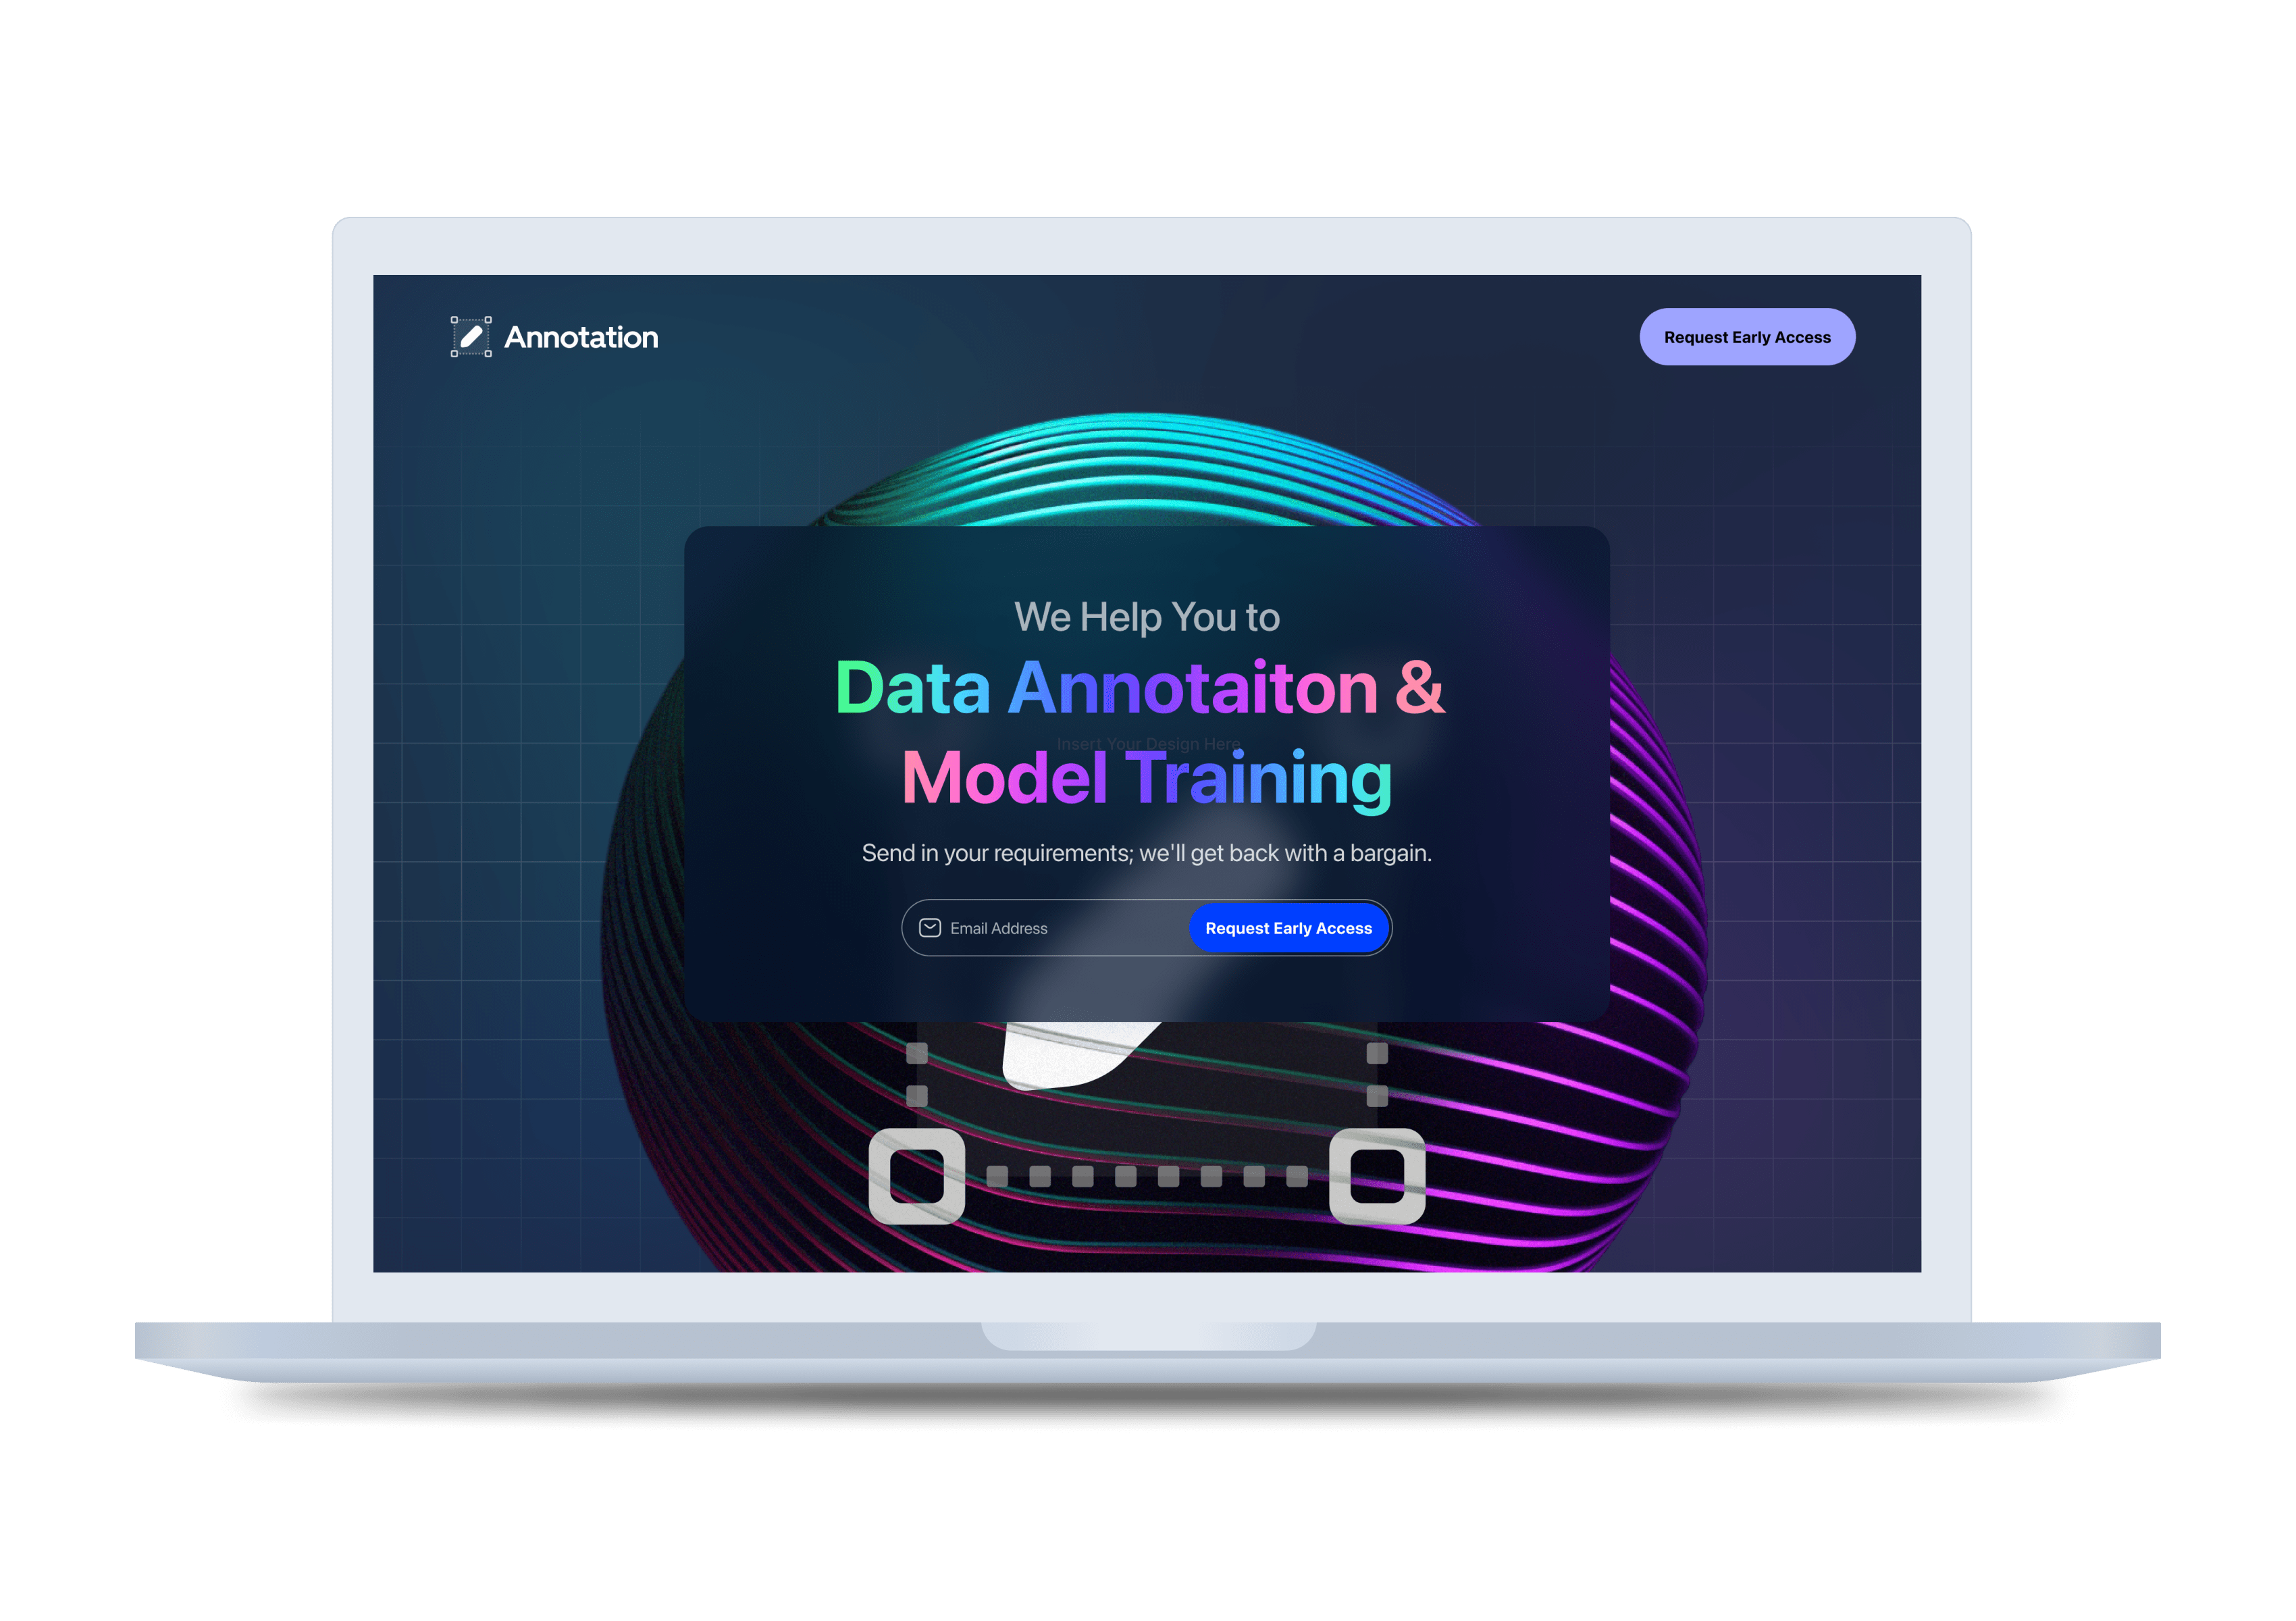 Annotation
Request Early Access
We Help You to
Data Annotaiton &
Insert Your Design Here
Model Training
Send in your requirements; we'll get back with a bargain.
Email Address
Request Early Access